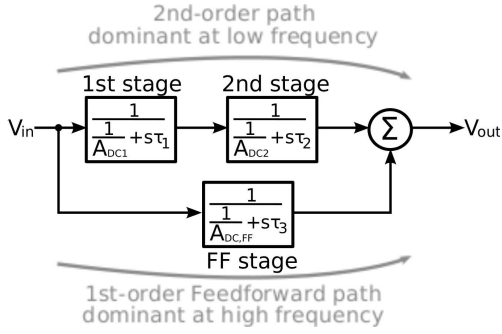 2nd-order path
dominant at low frequency
1st stage
2nd stage
Vin
1
1
ADC1
+sτ1
1
1
ADC2
+sτ2
Σ
Vout
1
1
ADC,FF
+sτ3
FF stage
1st-order Feedforward path
dominant at high frequency